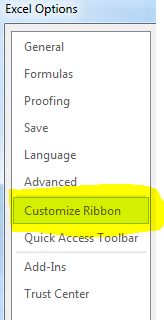 Excel Options
General
Formulas
Proofing
Save
Language
Advanced
Customize Ribbon
Quick Access Toolbar
Add-Ins
Trust Center